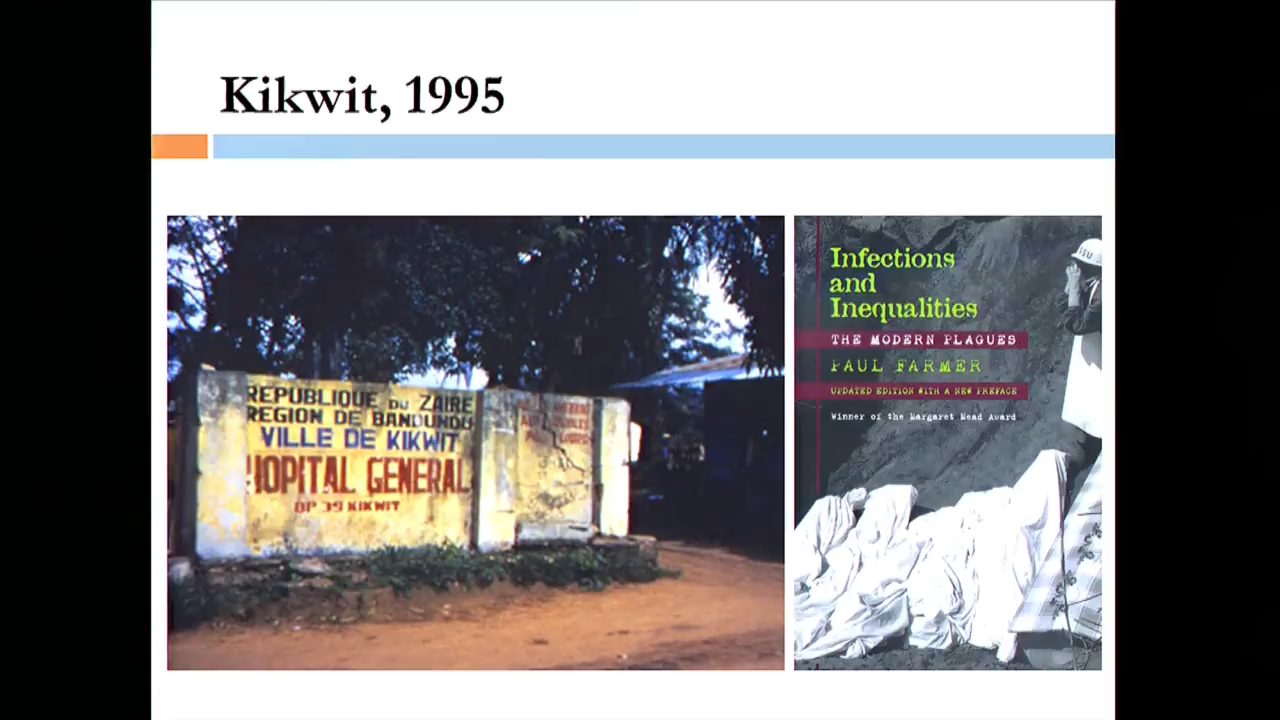 Kikwit, 1995
REPUBLIQUE DU ZAIRE
REGION DE BANDUNDU
VILLE DE KIKWIT
HOPITAL GENERAL
BP 39 KIKWIT
Infections
and
Inequalities
THE MODERN PLAGUES
PAUL FARMER
UPDATED EDITION WITH A NEW PREFACE
Winner of the Margaret Mead Award